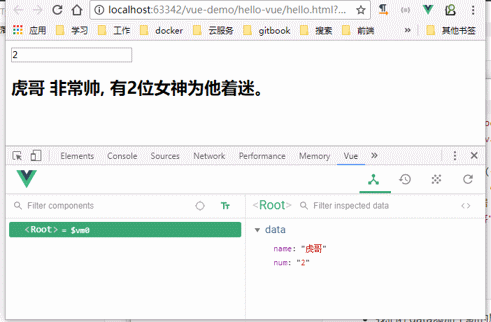 localhost:63342/vue-demo/hello-vue/hello.html?...
应用 学习 工作 docker 云服务 gitbook 搜索 前端 » 其它书签
2
虎哥 非常帅, 有2位女神为他着迷。
Elements Console Sources Network Performance Memory Vue »
Filter components
<Root> Filter inspected data
<Root> = $vm0
data
name: "虎哥"
num: "2"